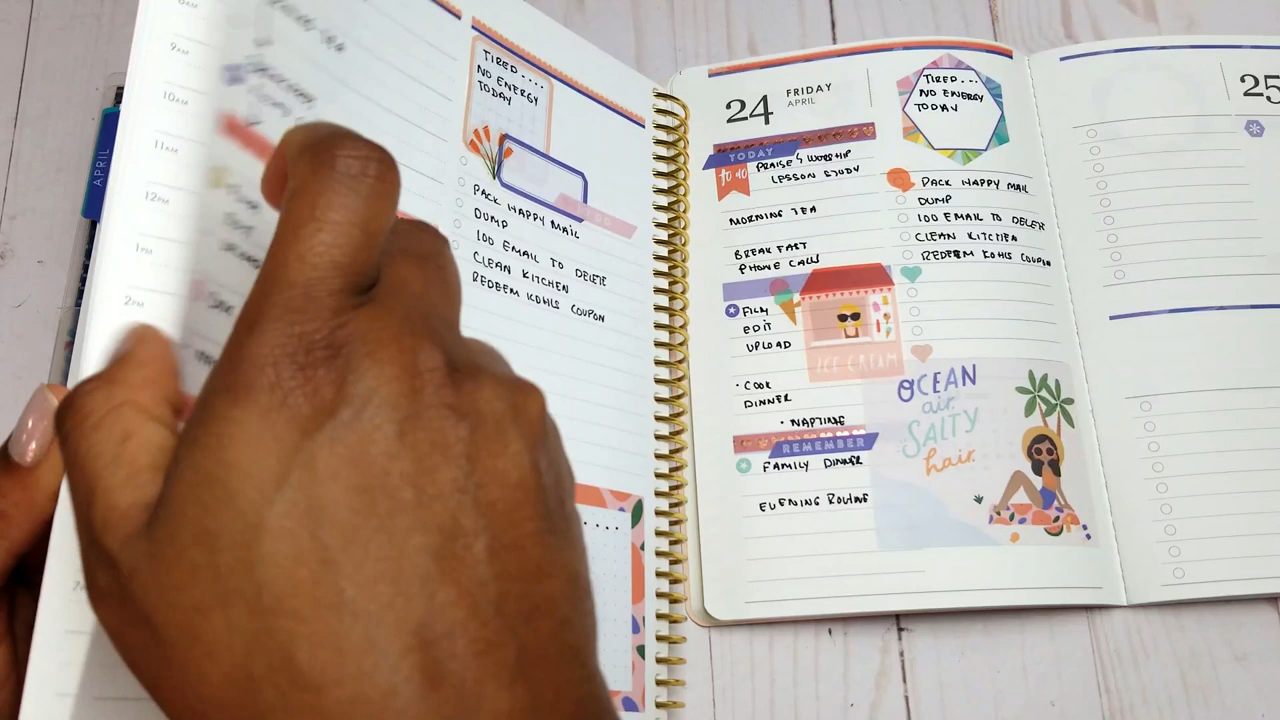 8AM
9AM
10AM
11AM
12PM
1PM
2PM
APRIL
TIRED....
NO ENERGY
TODAY
PACK HAPPY MAIL
DUMP
100 EMAIL TO DELETE
CLEAN KITCHEN
REDEEM KOHLS COUPON
24
FRIDAY
APRIL
TODAY
TO DO
PRAISE & WORSHIP
LESSON STUDY
MORNING TEA
BREAKFAST
PHONE CALLS
FILM
EDIT
UPLOAD
ICE CREAM
• COOK
DINNER
• NAPTIME
REMEMBER
FAMILY DINNER
EVENING ROUTINE
TIRED...
NO ENERGY
TODAY
PACK HAPPY MAIL
DUMP
100 EMAIL TO DELETE
CLEAN KITCHEN
REDEEM KOHLS COUPON
OCEAN
air
SALTY
hair.
25